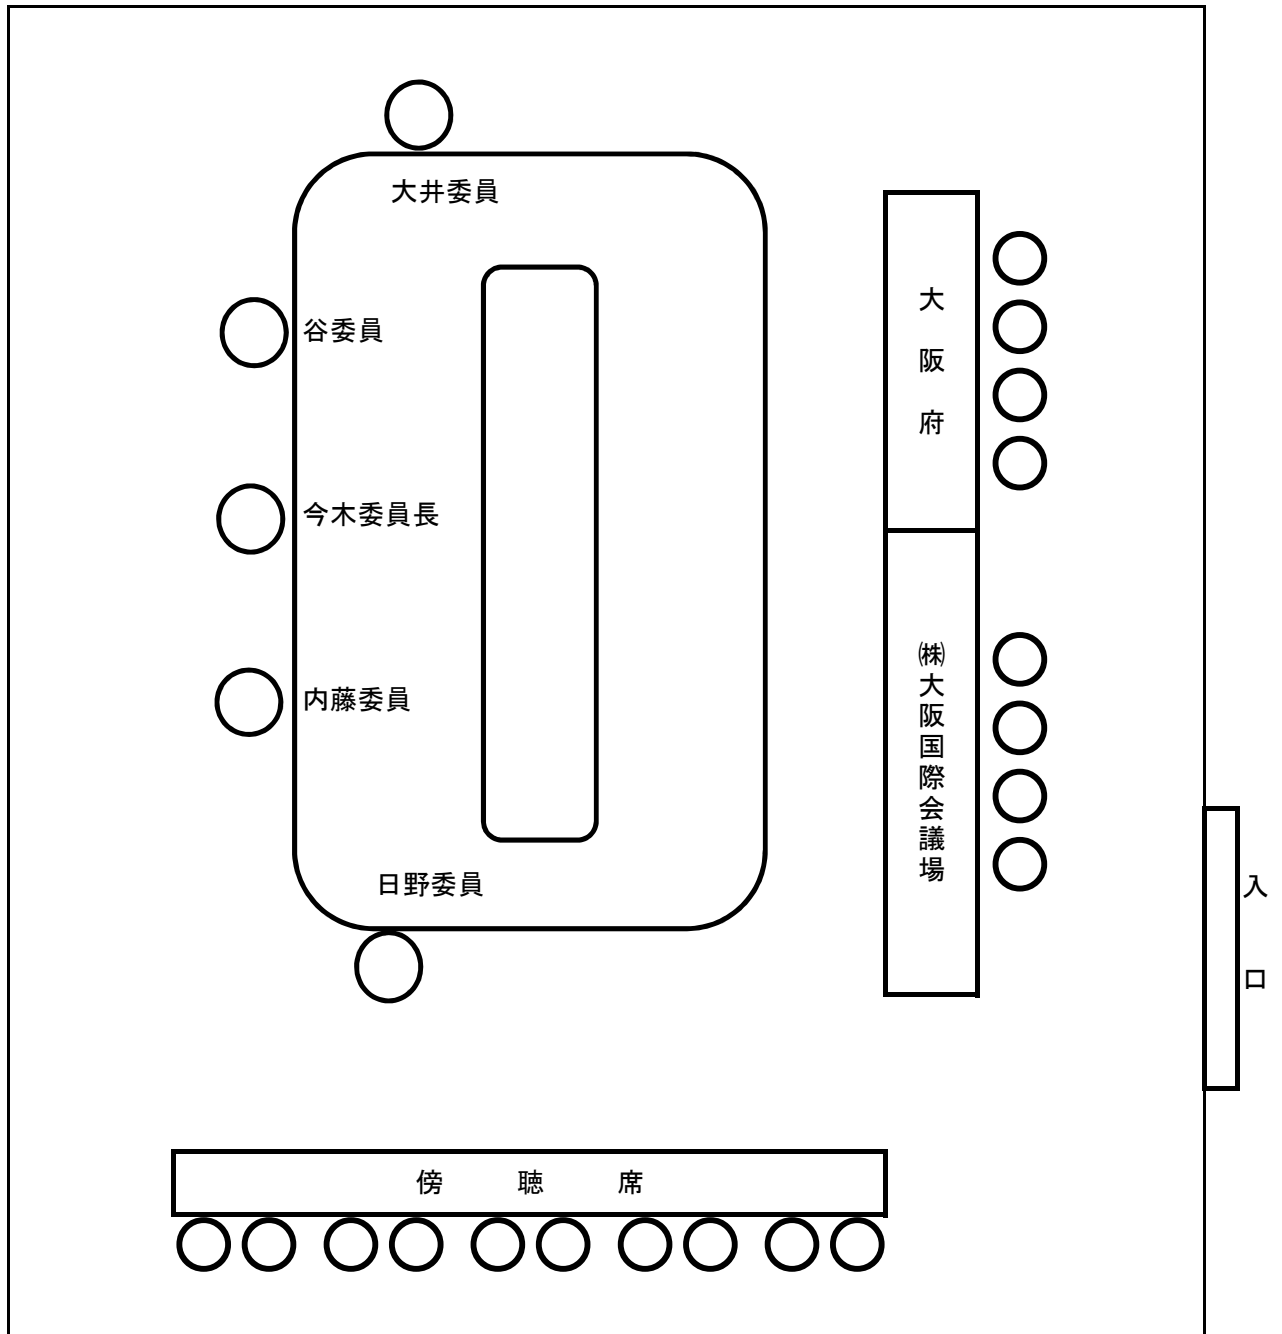 大井委員
谷委員
今木委員長
内藤委員
日野委員
大阪府
㈱大阪国際会議場
入口
傍聴席